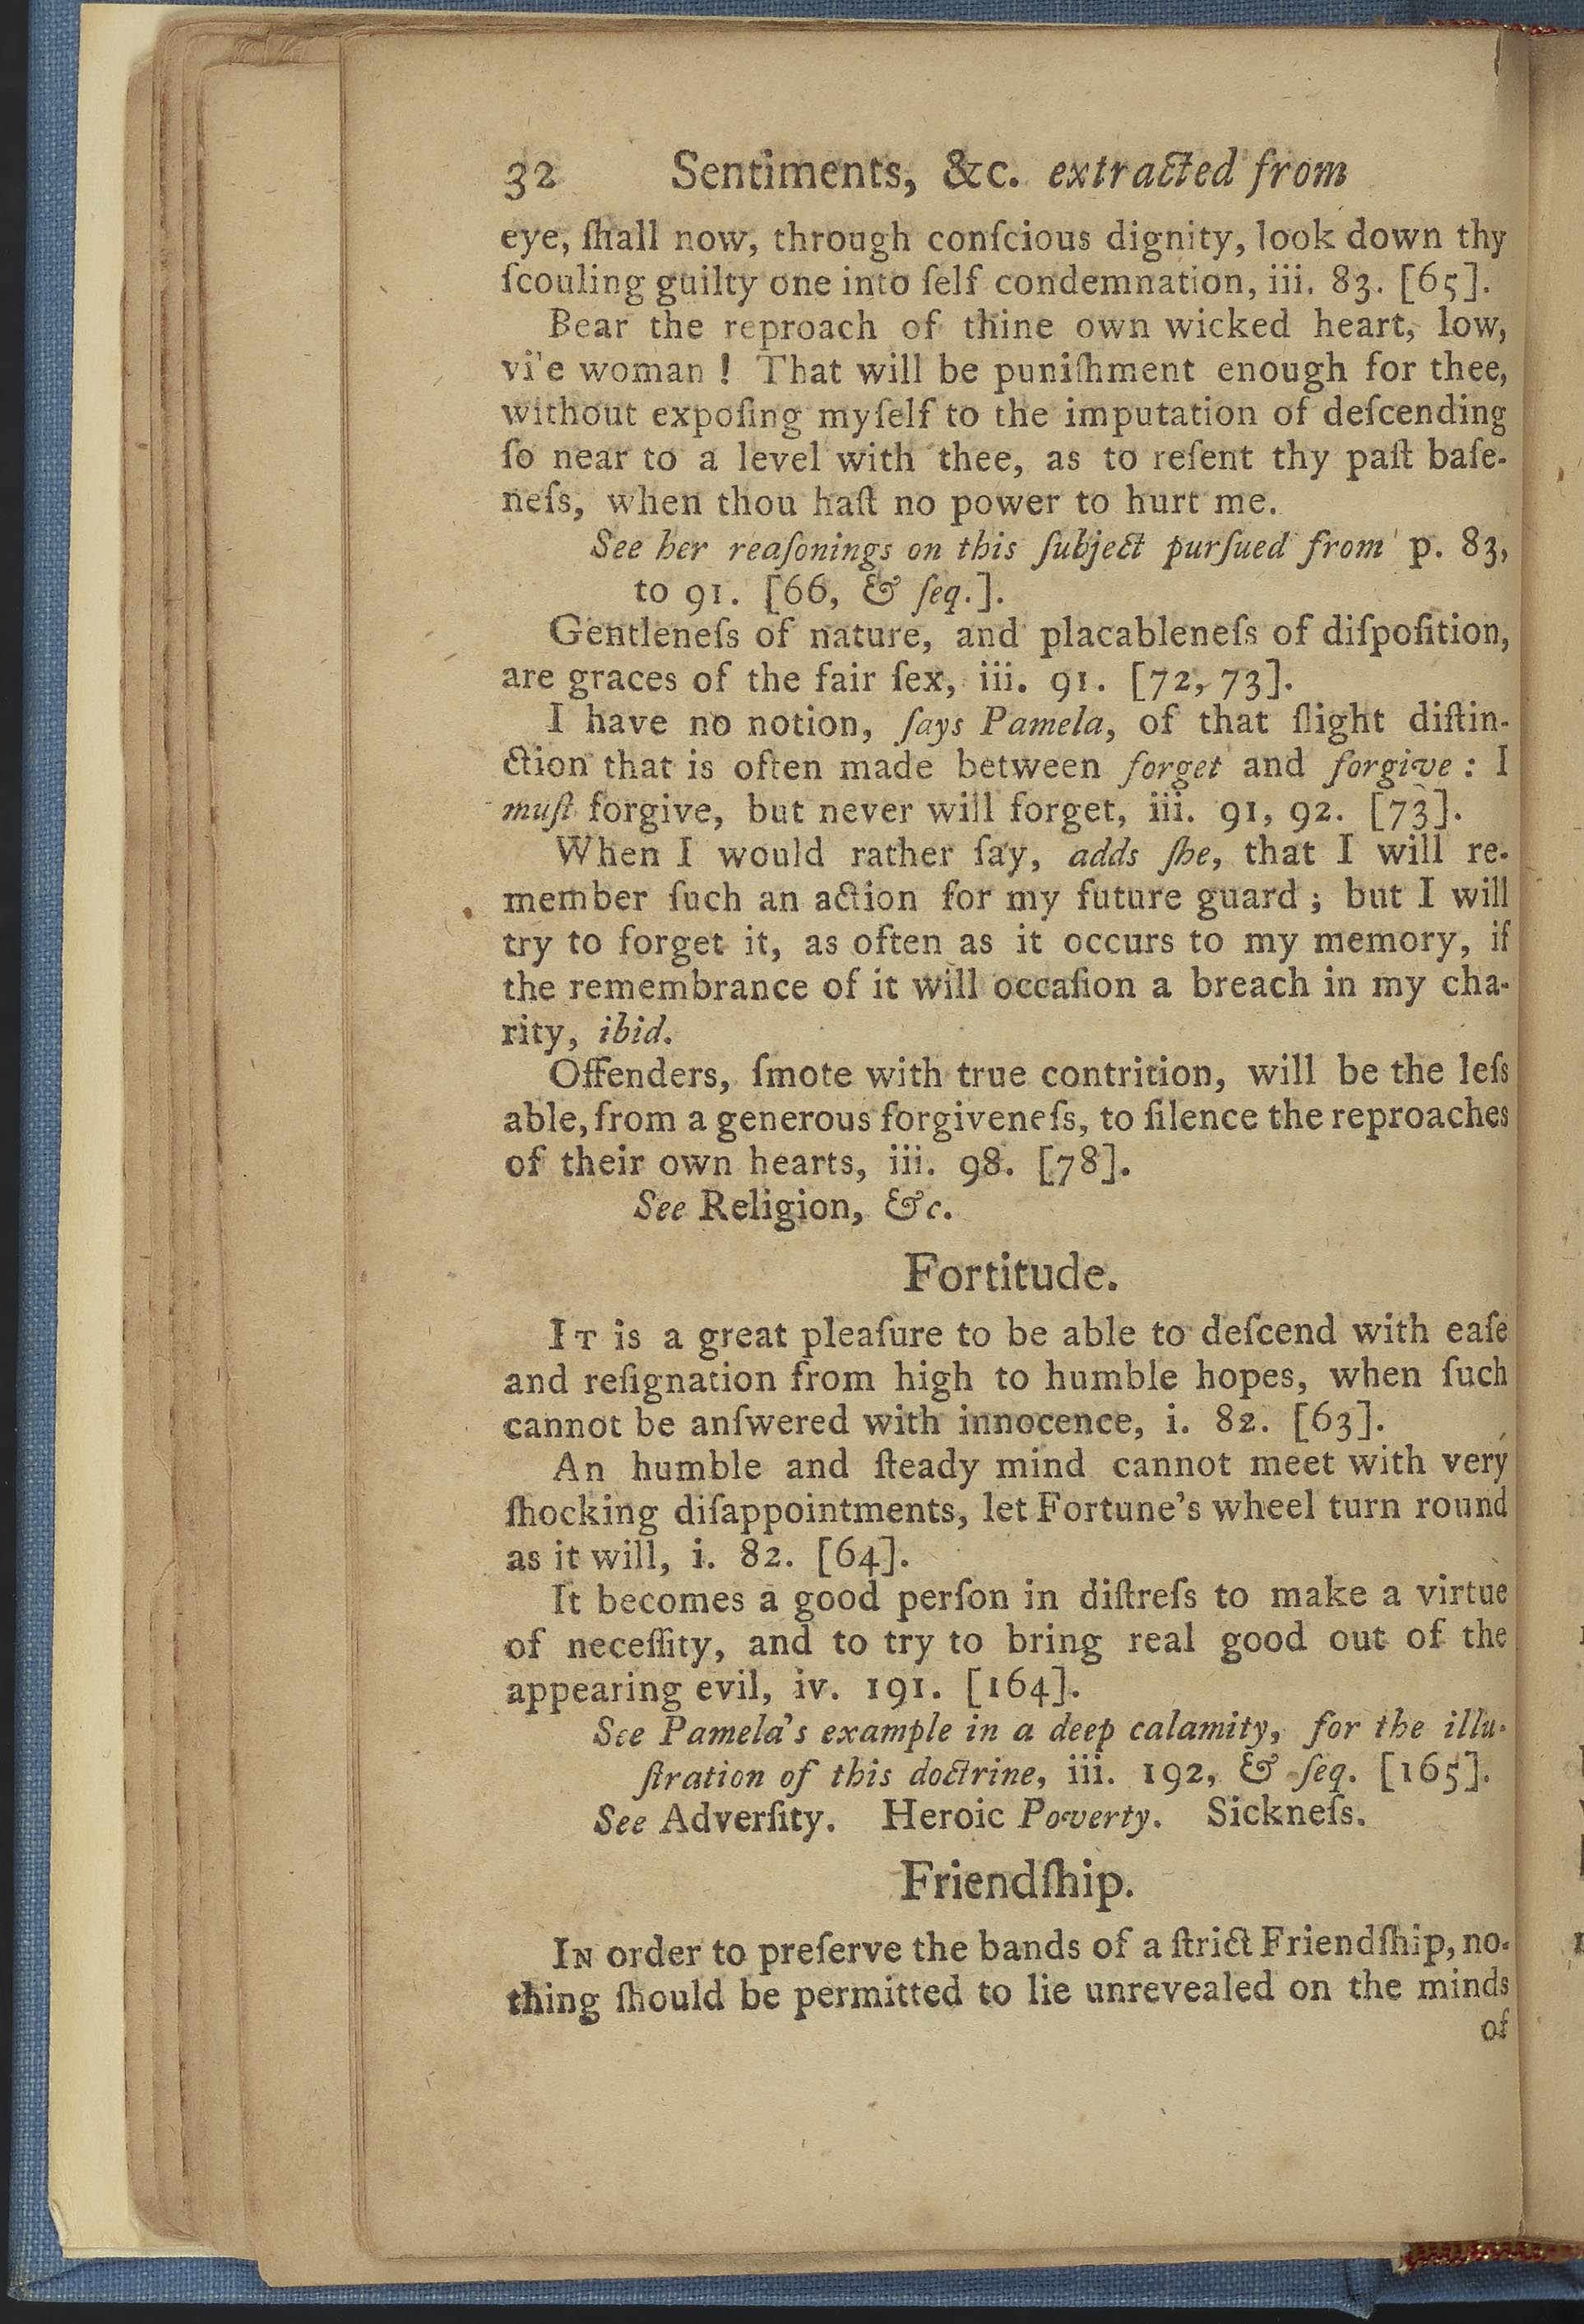 32 Sentiments, &c. extracted from
eye, ſhall now, through conſcious dignity, look down thy
ſcouling guilty one into ſelf condemnation, iii. 83. [65].
Bear the reproach of thine own wicked heart, low,
vi'e woman ! That will be puniſhment enough for thee,
without expoſing myſelf to the imputation of deſcending
ſo near to a level with thee, as to reſent thy paſt baſe-
neſs, when thou haſt no power to hurt me.
See her reaſonings on this ſubject purſued from p. 83,
to 91. [66, & ſeq.].
Gentleneſs of nature, and placableneſs of diſpoſition,
are graces of the fair ſex, iii. 91. [72, 73].
I have no notion, ſays Pamela, of that ſlight diſtin-
ction that is often made between forget and forgive : I
muſt forgive, but never will forget, iii. 91, 92. [73].
When I would rather ſay, adds ſhe, that I will re-
member ſuch an action for my future guard ; but I will
try to forget it, as often as it occurs to my memory, if
the remembrance of it will occaſion a breach in my cha-
rity, ibid.
Offenders, ſmote with true contrition, will be the leſs
able, from a generous forgiveneſs, to ſilence the reproaches
of their own hearts, iii. 98. [78].
See Religion, &c.
Fortitude.
IT is a great pleaſure to be able to deſcend with eaſe
and reſignation from high to humble hopes, when ſuch
cannot be anſwered with innocence, i. 82. [63].
An humble and ſteady mind cannot meet with very
ſhocking diſappointments, let Fortune's wheel turn round
as it will, i. 82. [64].
It becomes a good perſon in diſtreſs to make a virtue
of neceſſity, and to try to bring real good out of the
appearing evil, iv. 191. [164].
See Pamela's example in a deep calamity, for the illu-
ſtration of this doctrine, iii. 192, & ſeq. [165].
See Adverſity. Heroic Poverty. Sickneſs.
Friendſhip.
IN order to preſerve the bands of a ſtrict Friendſhip, no-
thing ſhould be permitted to lie unrevealed on the minds
of